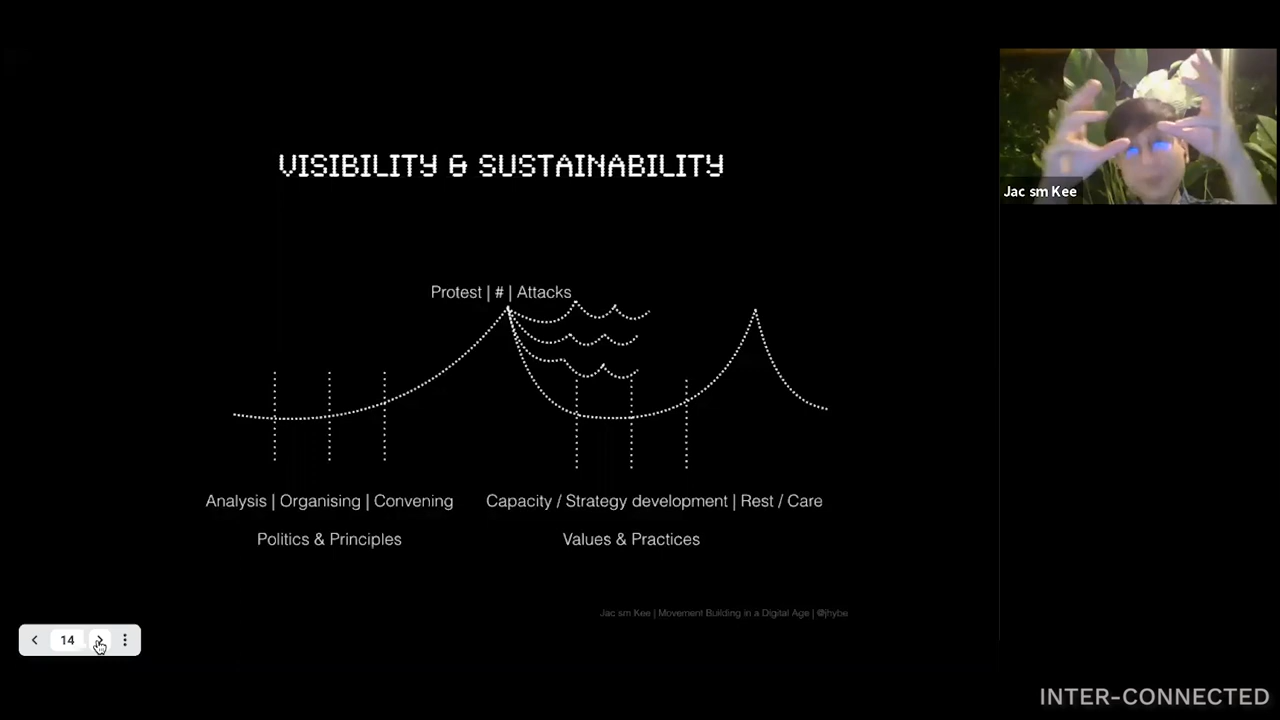 VISIBILITY & SUSTAINABILITY
Jac sm Kee
Protest | # | Attacks
Analysis | Organising | Convening
Capacity / Strategy development | Rest / Care
Politics & Principles
Values & Practices
Jac sm Kee | Movement Building in a Digital Age | @jhybe
14
INTER-CONNECTED